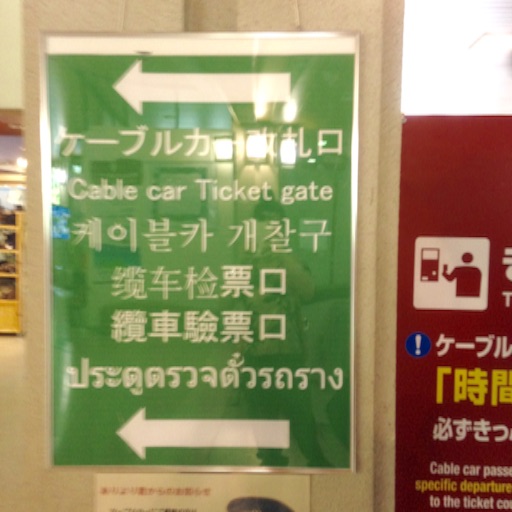 ケーブルカー改札口
Cable car Ticket gate
케이블카 개찰구
缆车检票口
纜車驗票口
ประตูตรวจตั๋วรถราง
ケーブル
「時間
必ずきっ
Cable car passe
specific departure
to the ticket cou